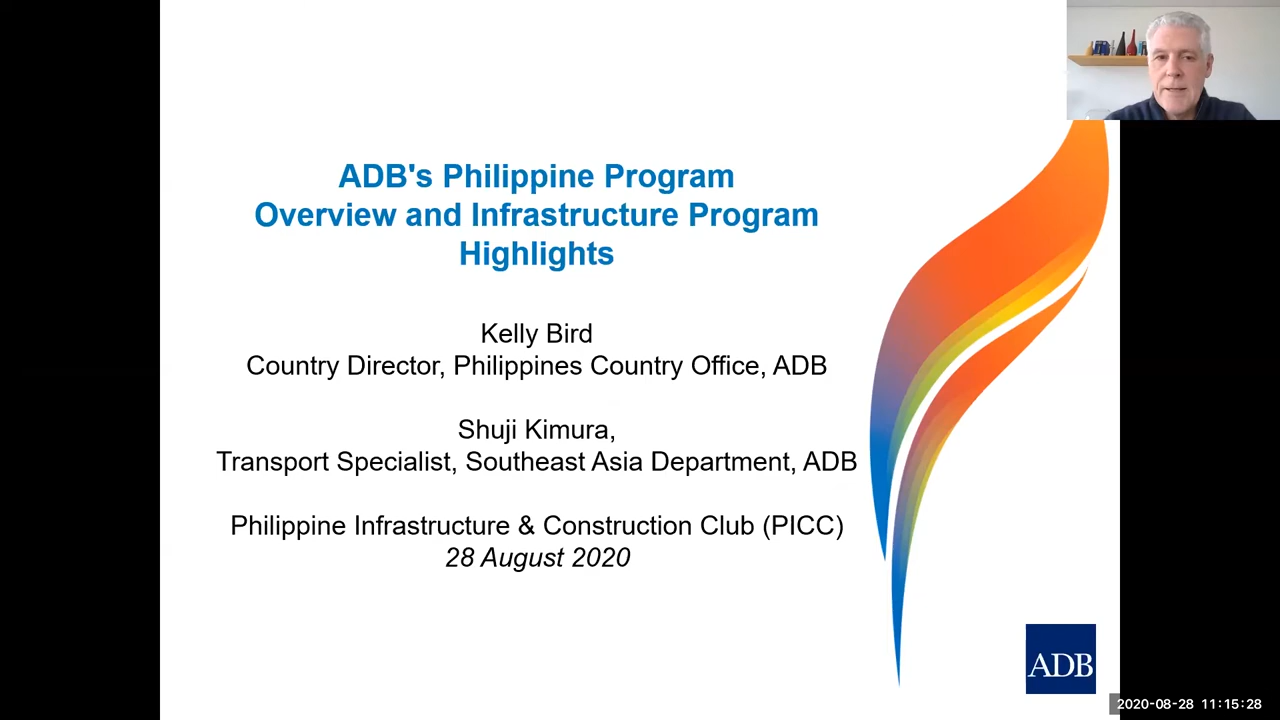 ADB's Philippine Program
Overview and Infrastructure Program
Highlights
Kelly Bird
Country Director, Philippines Country Office, ADB
Shuji Kimura,
Transport Specialist, Southeast Asia Department, ADB
Philippine Infrastructure & Construction Club (PICC)
28 August 2020
ADB
2020-08-28 11:15:28